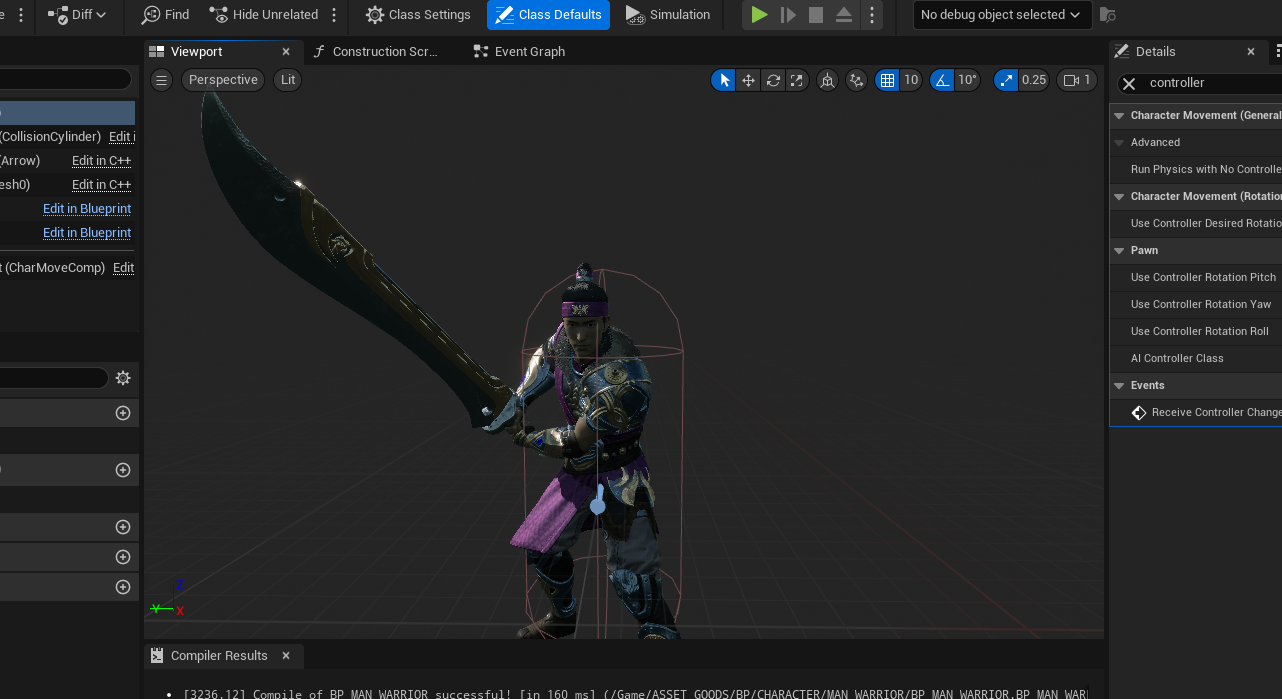 e
Diff
Find
Hide Unrelated
Class Settings
Class Defaults
Simulation
No debug object selected
Viewport
Construction Scr...
Event Graph
Details
Perspective
Lit
10
10°
0.25
1
controller
)
(CollisionCylinder) Edit i
(Arrow) Edit in C++
esh0) Edit in C++
Edit in Blueprint
Edit in Blueprint
t (CharMoveComp) Edit
)
Character Movement (General
Advanced
Run Physics with No Controlle
Character Movement (Rotation
Use Controller Desired Rotatio
Pawn
Use Controller Rotation Pitch
Use Controller Rotation Yaw
Use Controller Rotation Roll
AI Controller Class
Events
Receive Controller Change
Z
Y
X
Compiler Results
[3236.12] Compile of BP_MAN_WARRIOR successful! [in 160 ms] (/Game/ASSET_GOODS/BP/CHARACTER/MAN_WARRIOR/BP_MAN_WARRIOR.BP_MAN_WARR